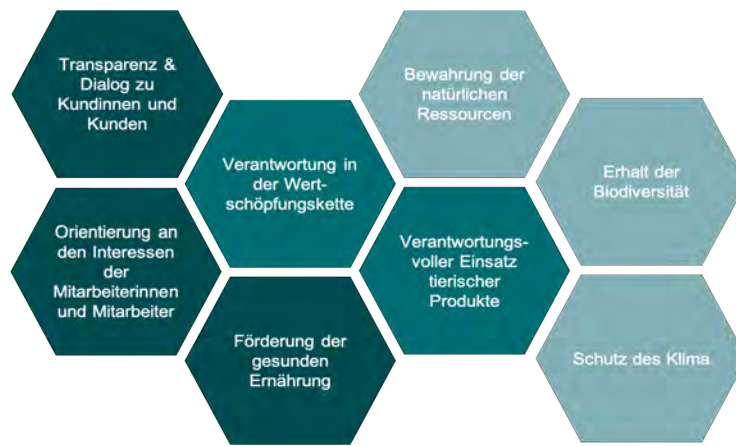 Transparenz &
Dialog zu
Kundinnen und
Kunden
Orientierung an
den Interessen
der
Mitarbeiterinnen
und Mitarbeiter
Verantwortung in
der Wert-
schöpfungskette
Förderung der
gesunden
Ernährung
Bewahrung der
natürlichen
Ressourcen
Verantwortungs-
voller Einsatz
tierischer
Produkte
Erhalt der
Biodiversität
Schutz des Klima